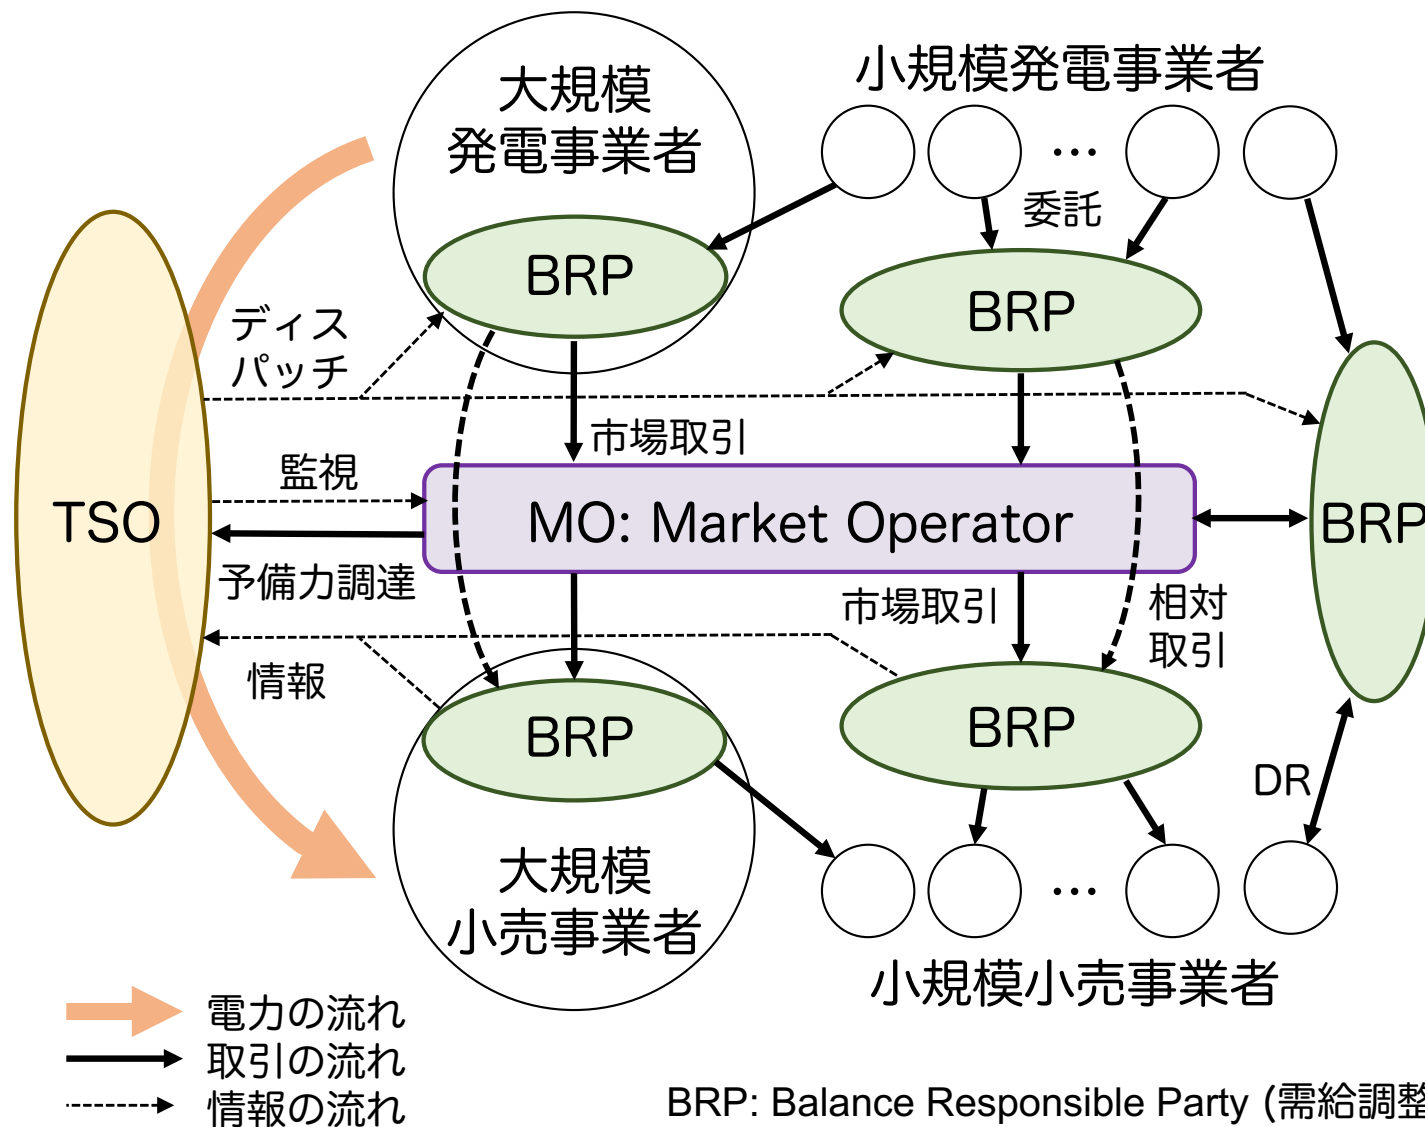 大規模
発電事業者
小規模発電事業者
…
委託
BRP
BRP
ディス
パッチ
市場取引
監視
TSO
MO: Market Operator
BRP
予備力調達
市場取引
相対
取引
情報
BRP
BRP
DR
大規模
小売事業者
…
小規模小売事業者
電力の流れ
取引の流れ
情報の流れ
BRP: Balance Responsible Party (需給調整